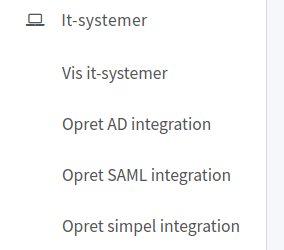 It-systemer
Vis it-systemer
Opret AD integration
Opret SAML integration
Opret simpel integration